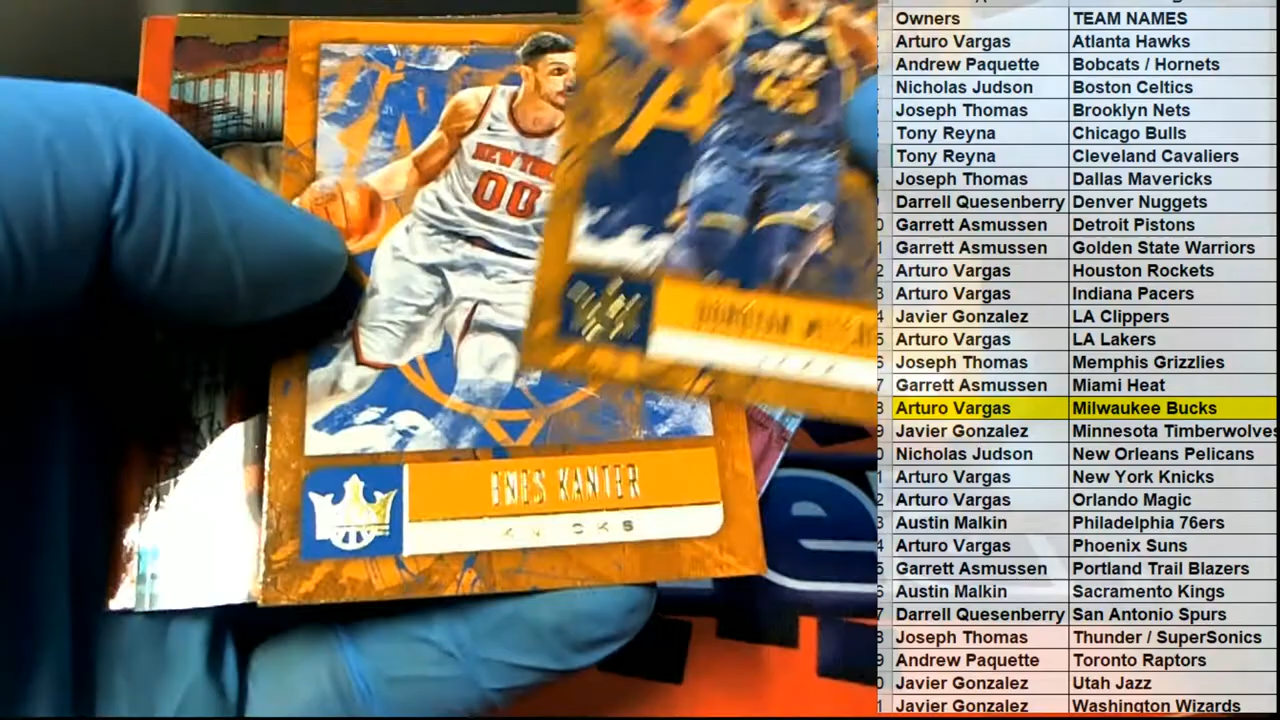 Owners TEAM NAMES
Arturo Vargas Atlanta Hawks
Andrew Paquette Bobcats / Hornets
Nicholas Judson Boston Celtics
Joseph Thomas Brooklyn Nets
Tony Reyna Chicago Bulls
Tony Reyna Cleveland Cavaliers
Joseph Thomas Dallas Mavericks
Darrell Quesenberry Denver Nuggets
Garrett Asmussen Detroit Pistons
Garrett Asmussen Golden State Warriors
Arturo Vargas Houston Rockets
Arturo Vargas Indiana Pacers
Javier Gonzalez LA Clippers
Arturo Vargas LA Lakers
Joseph Thomas Memphis Grizzlies
Garrett Asmussen Miami Heat
Arturo Vargas Milwaukee Bucks
Javier Gonzalez Minnesota Timberwolves
Nicholas Judson New Orleans Pelicans
Arturo Vargas New York Knicks
Arturo Vargas Orlando Magic
Austin Malkin Philadelphia 76ers
Arturo Vargas Phoenix Suns
Garrett Asmussen Portland Trail Blazers
Austin Malkin Sacramento Kings
Darrell Quesenberry San Antonio Spurs
Joseph Thomas Thunder / SuperSonics
Andrew Paquette Toronto Raptors
Javier Gonzalez Utah Jazz
Javier Gonzalez Washington Wizards
NEW YORK
00
45
ENES KANTER
KNICKS